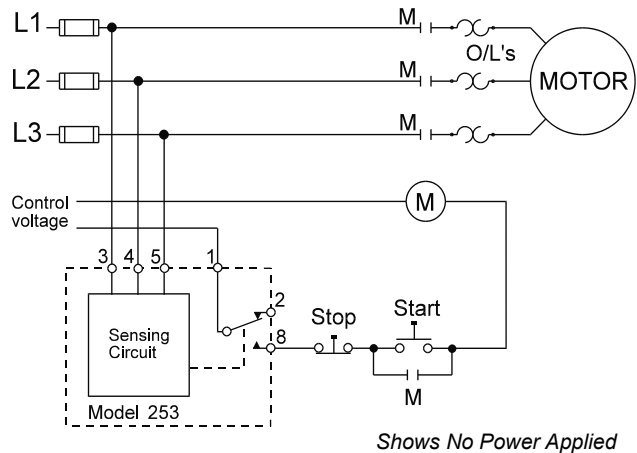 L1
M
O/L's
L2
M
MOTOR
L3
M
Control
voltage
M
3
4
5
1
2
Stop
Start
Sensing
Circuit
8
M
Model 253
Shows No Power Applied